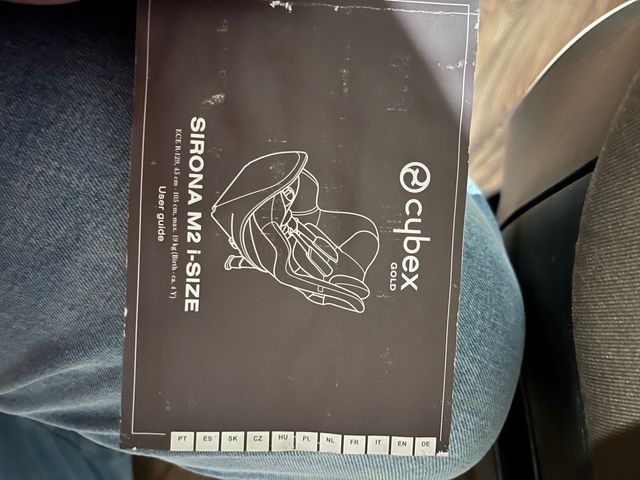 cybex
GOLD
SIRONA M2 i-SIZE
ECE R-129, 45 cm - 105 cm, max. 19 kg (Birth - ca. 4 Y)
User guide
DE
EN
IT
FR
NL
PL
HU
CZ
SK
ES
PT